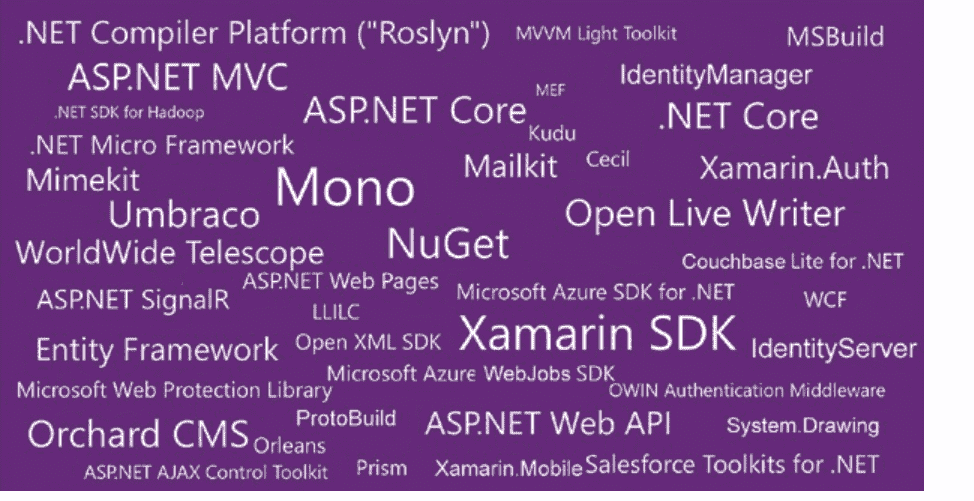 .NET Compiler Platform ("Roslyn")
MVVM Light Toolkit
MSBuild
ASP.NET MVC
IdentityManager
MEF
.NET SDK for Hadoop
ASP.NET Core
.NET Core
Kudu
.NET Micro Framework
Mailkit
Cecil
Xamarin.Auth
Mimekit
Mono
Umbraco
Open Live Writer
WorldWide Telescope
NuGet
Couchbase Lite for .NET
ASP.NET Web Pages
ASP.NET SignalR
Microsoft Azure SDK for .NET
WCF
LLILC
Entity Framework
Open XML SDK
Xamarin SDK
IdentityServer
Microsoft Azure WebJobs SDK
Microsoft Web Protection Library
OWIN Authentication Middleware
ProtoBuild
Orchard CMS
Orleans
ASP.NET Web API
System.Drawing
ASP.NET AJAX Control Toolkit
Prism
Xamarin.Mobile
Salesforce Toolkits for .NET